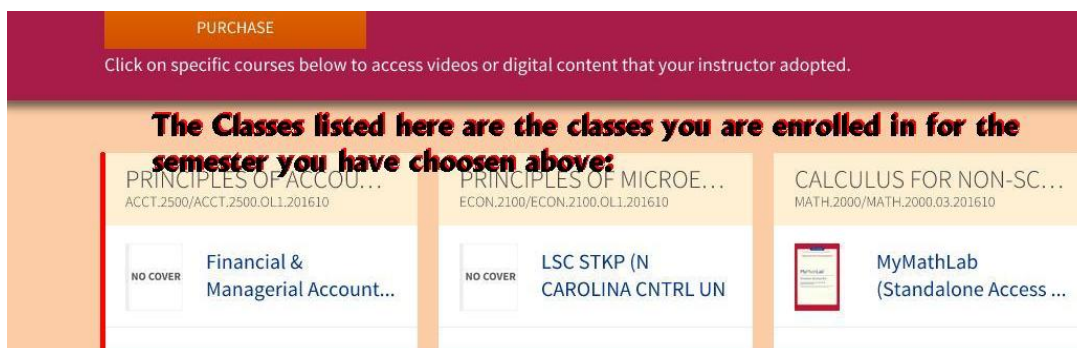 PURCHASE
Click on specific courses below to access videos or digital content that your instructor adopted.
The Classes listed here are the classes you are enrolled in for the
semester you have choosen above:
PRINCIPLES OF ACCOU...
ACCT.2500/ACCT.2500.OL1.201610
NO COVER
Financial &
Managerial Account...
PRINCIPLES OF MICROE...
ECON.2100/ECON.2100.OL1.201610
NO COVER
LSC STKP (N
CAROLINA CNTRL UN
CALCULUS FOR NON-SC...
MATH.2000/MATH.2000.03.201610
MyMathLab
MyMathLab
(Standalone Access ...